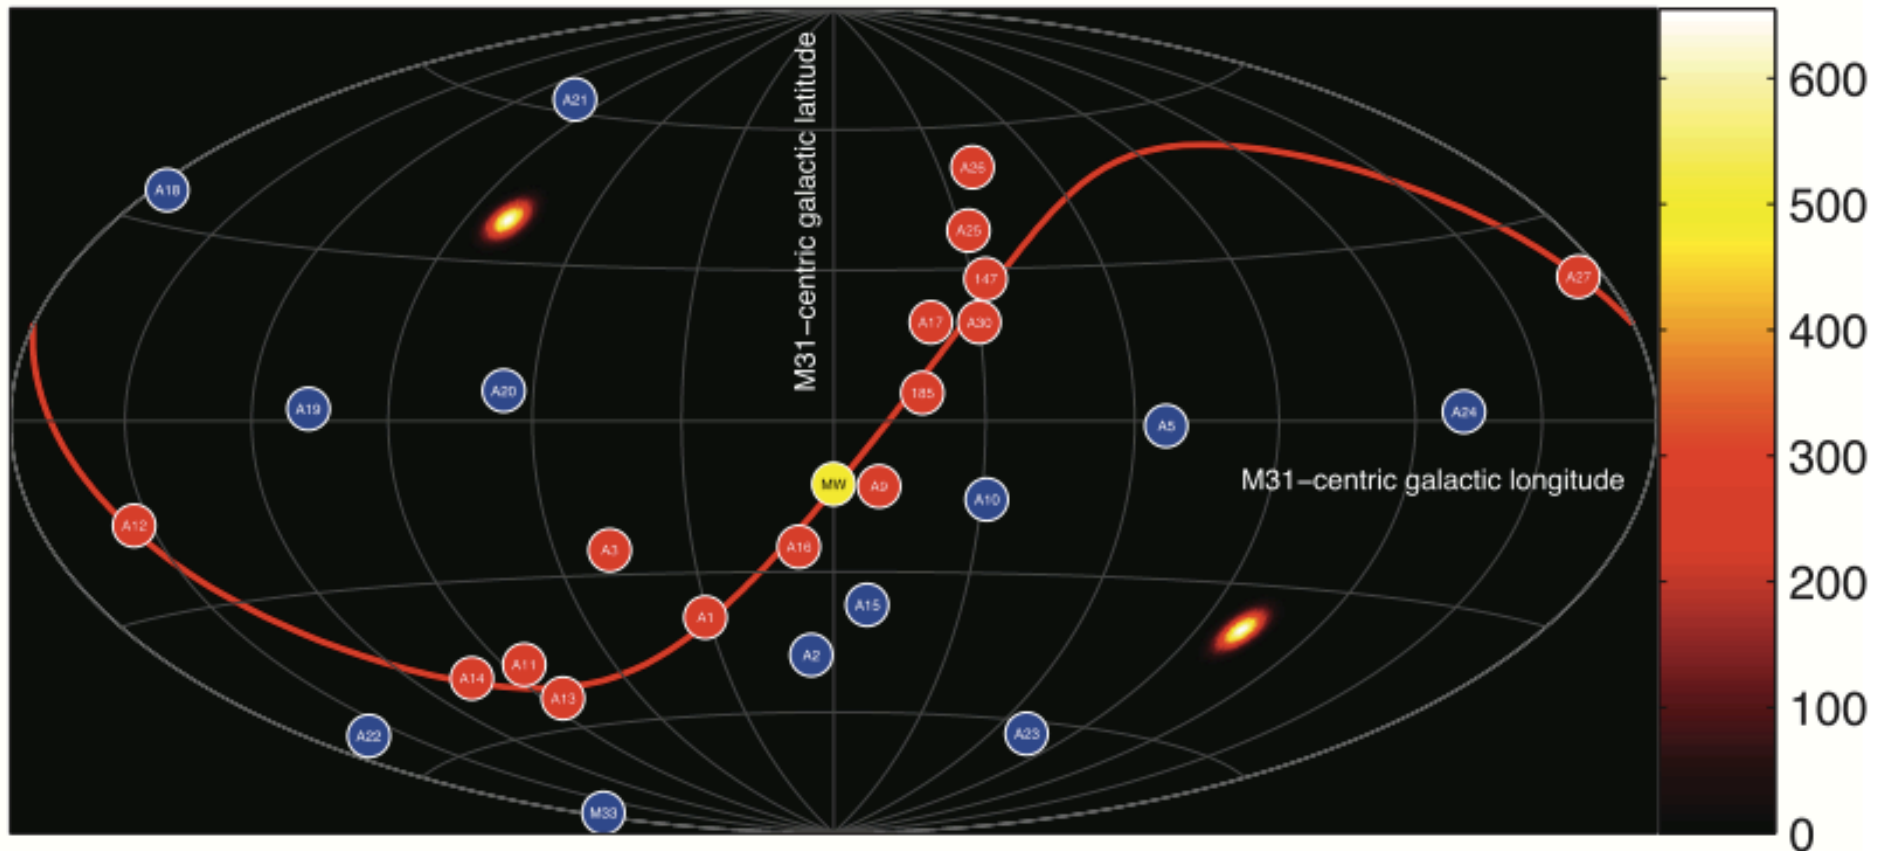 A21
A18
M31-centric galactic latitude
A26
A25
147
A27
A17
A30
185
A19
A20
A5
A24
MW
A9
A10
M31-centric galactic longitude
A12
A3
A16
A1
A15
A2
A14
A11
A13
A22
A23
M33
600
500
400
300
200
100
0